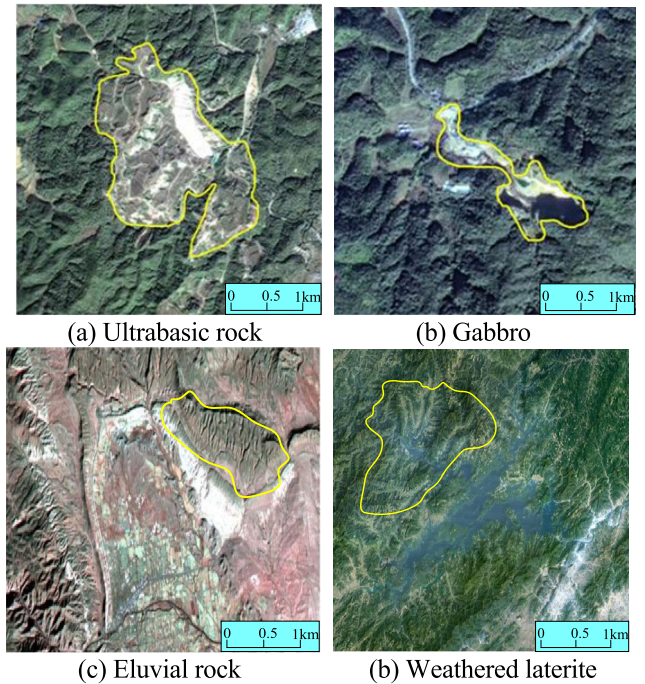 0 0.5 1km
0 0.5 1km
(a) Ultrabasic rock
(b) Gabbro
0 0.5 1km
0 0.5 1km
(c) Eluvial rock
(b) Weathered laterite